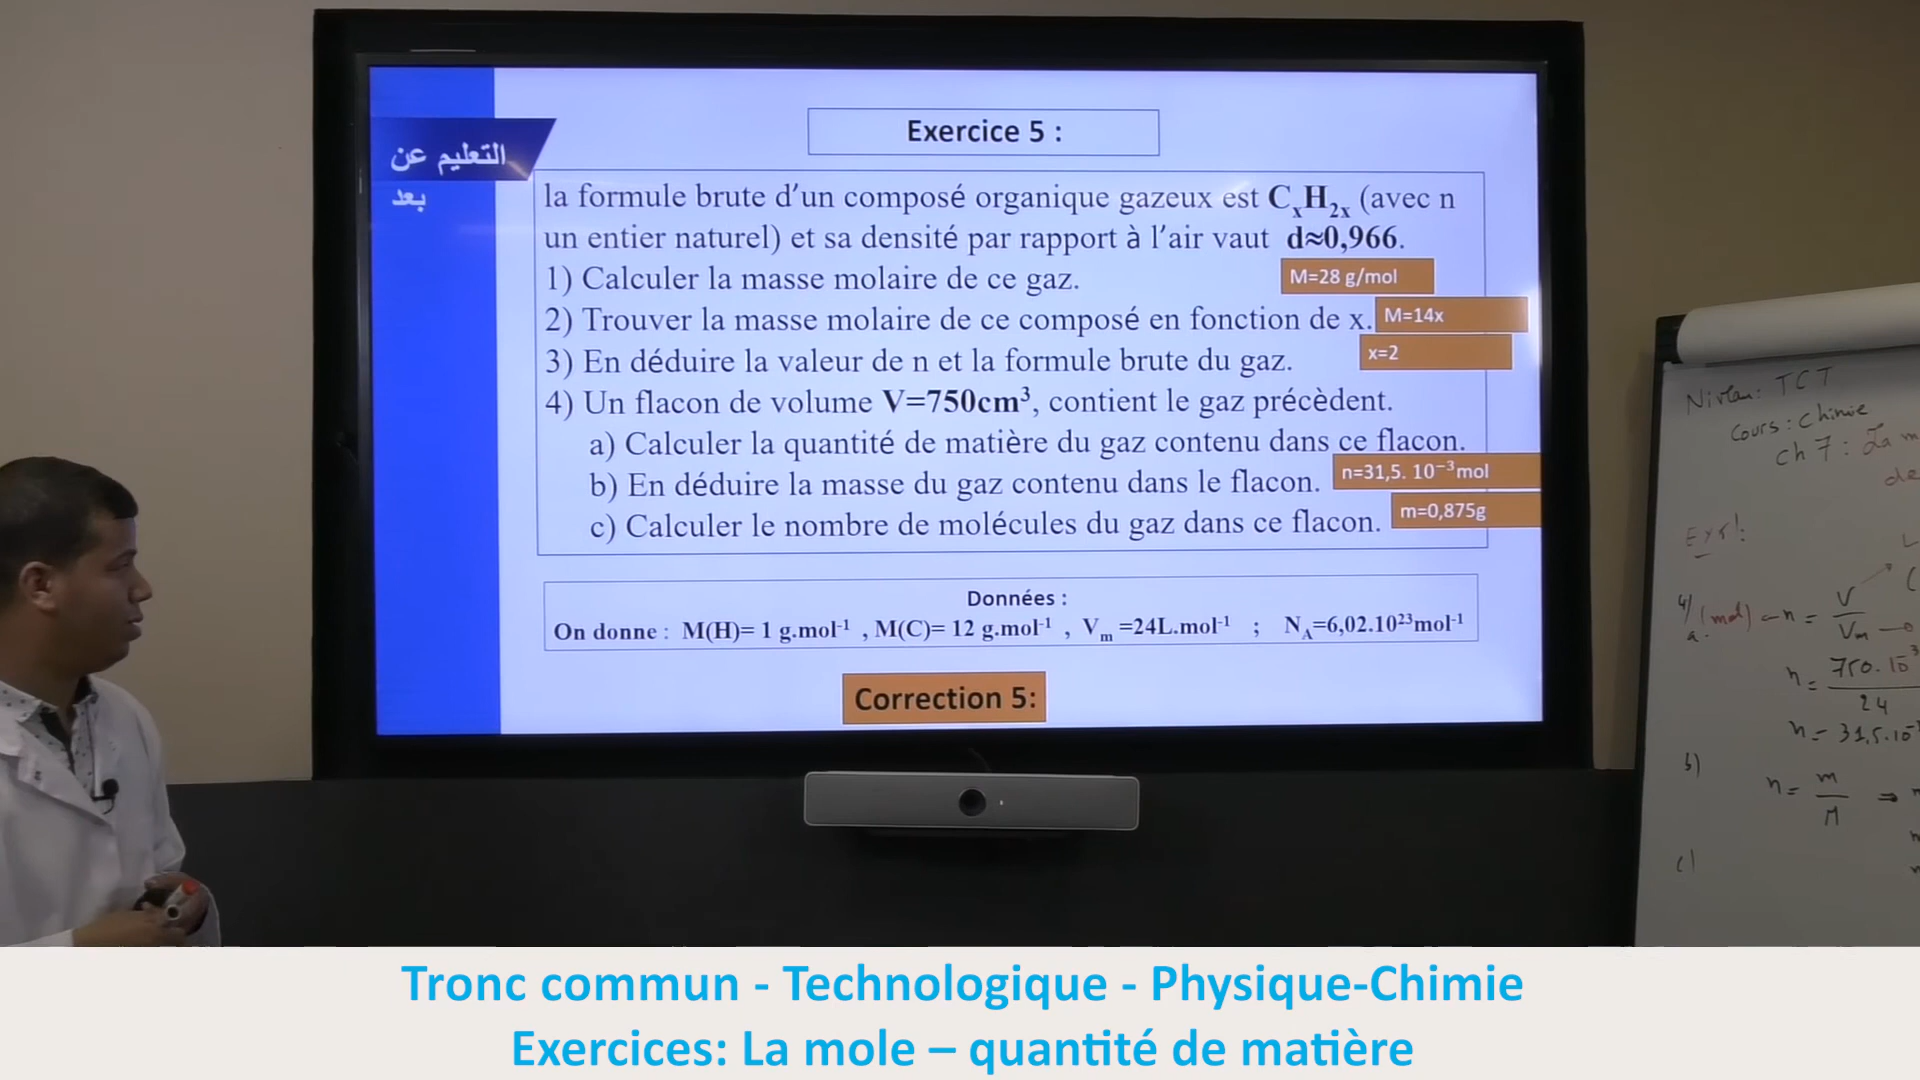 Exercice 5 :
التعليم عن
بعد
la formule brute d'un composé organique gazeux est CₓH₂ₓ (avec n
un entier naturel) et sa densité par rapport à l'air vaut d≈0,966.
1) Calculer la masse molaire de ce gaz.
M=28 g/mol
2) Trouver la masse molaire de ce composé en fonction de x.
M=14x
3) En déduire la valeur de n et la formule brute du gaz.
x=2
4) Un flacon de volume V=750cm³, contient le gaz précèdent.
a) Calculer la quantité de matière du gaz contenu dans ce flacon.
n=31,5. 10⁻³mol
b) En déduire la masse du gaz contenu dans le flacon.
m=0,875g
c) Calculer le nombre de molécules du gaz dans ce flacon.
Données :
On donne : M(H)= 1 g.mol⁻¹ , M(C)= 12 g.mol⁻¹ , Vₘ =24L.mol⁻¹ ; N_A=6,02.10²³mol⁻¹
Correction 5:
Niveau: TCT
Cours: Chimie
ch 7: La m
de
Ex5:
4/ a. (mol) ← n = V/Vm →
n = 750.10⁻³/24
n = 31,5.10⁻³
b)
n = m/M ⇒
c)
Tronc commun - Technologique - Physique-Chimie
Exercices: La mole – quantité de matière